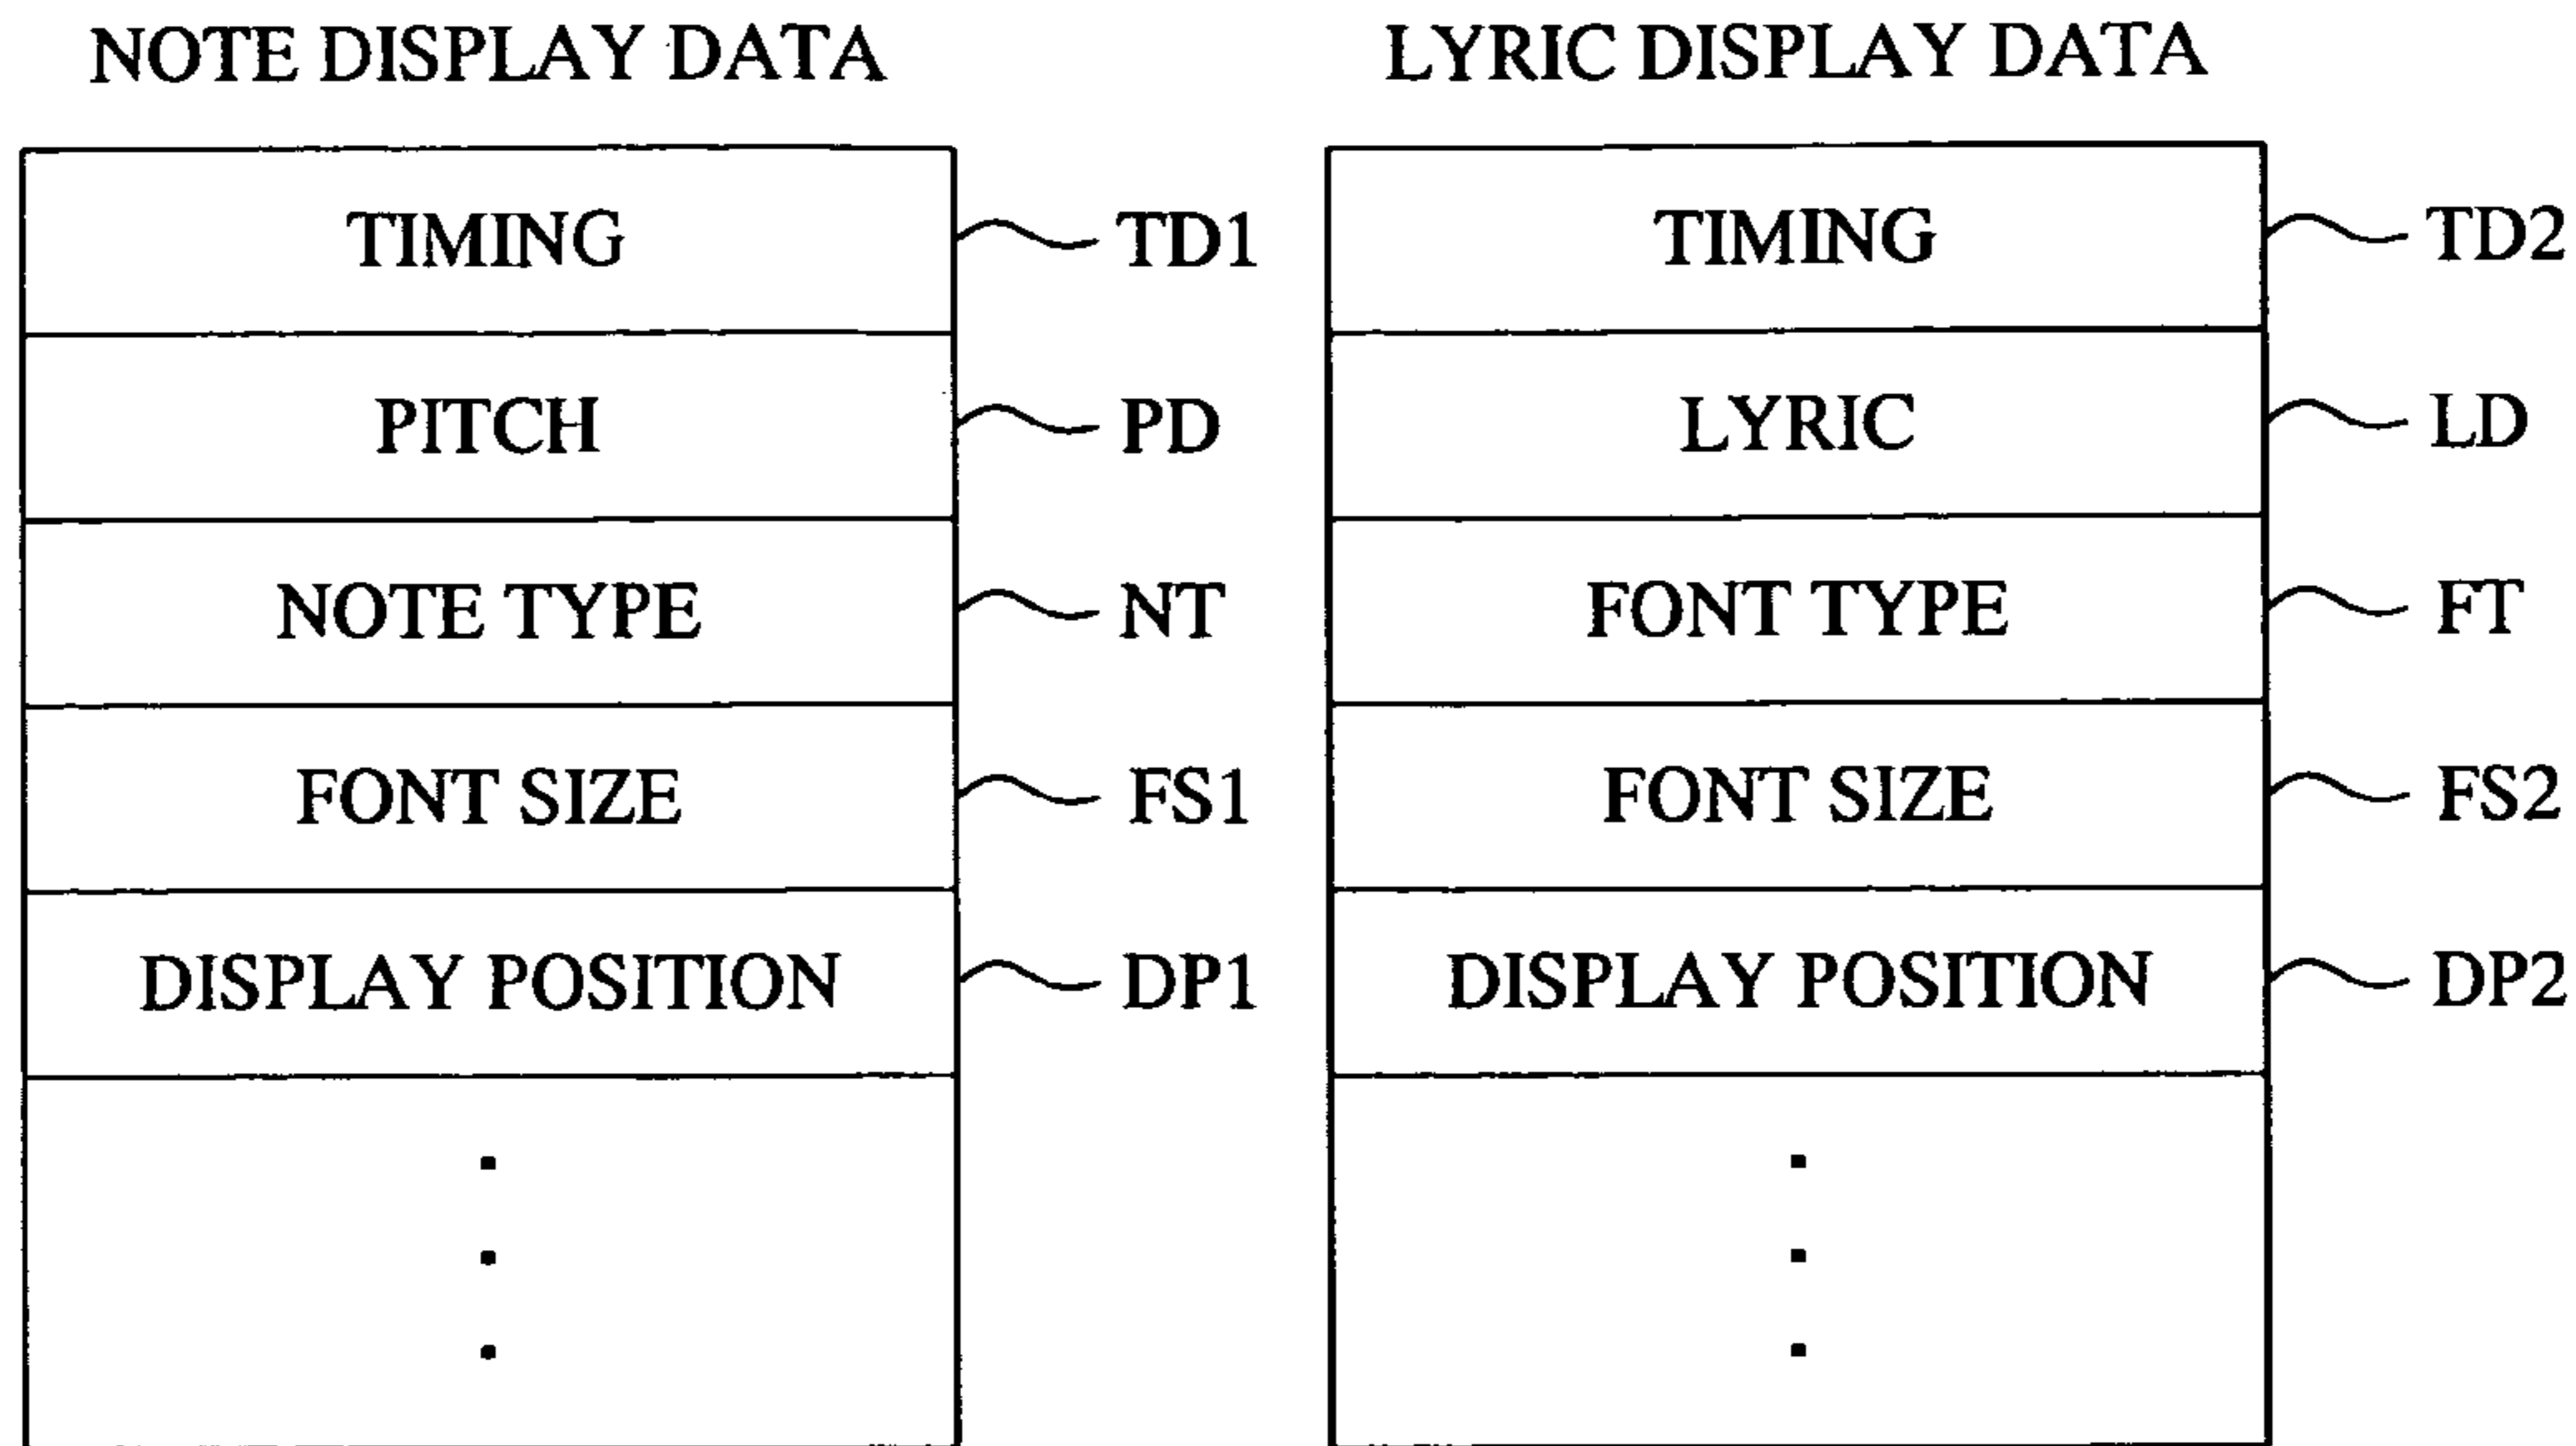 NOTE DISPLAY DATA
TIMING TD1
PITCH PD
NOTE TYPE NT
FONT SIZE FS1
DISPLAY POSITION DP1
LYRIC DISPLAY DATA
TIMING TD2
LYRIC LD
FONT TYPE FT
FONT SIZE FS2
DISPLAY POSITION DP2